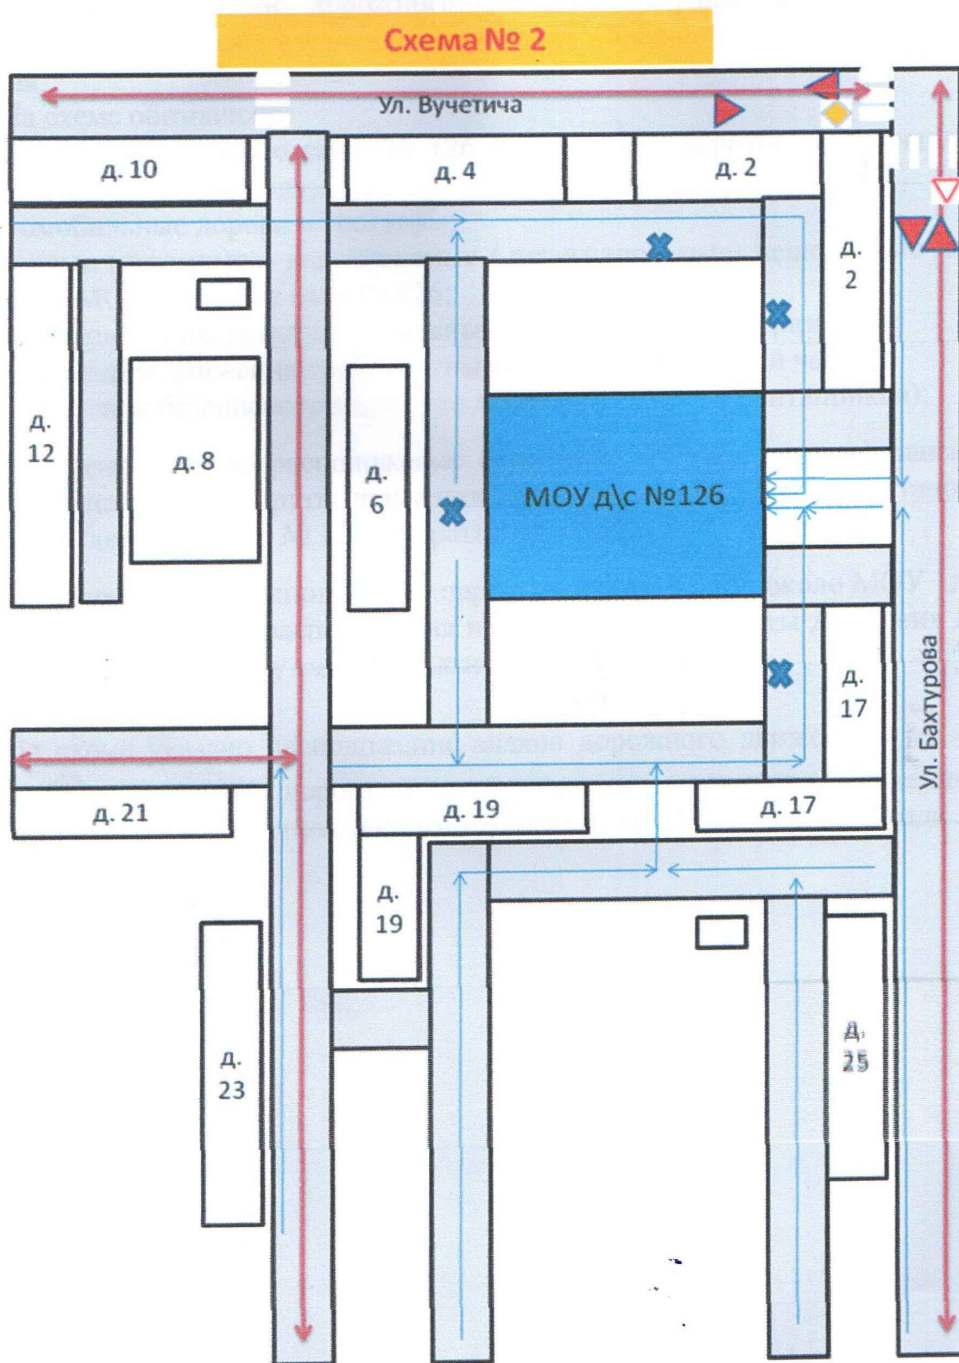 Схема № 2
Ул. Вучетича
д. 10
д. 4
д. 2
д.
2
д.
12
д. 8
д.
6
МОУ д\с №126
д.
17
Ул. Бахтурова
д. 21
д. 19
д. 17
д.
19
д.
23
д.
25